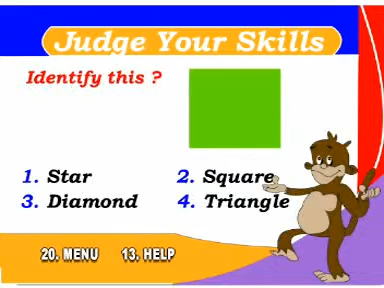 Judge Your Skills
Identify this ?
1. Star 2. Square
3. Diamond 4. Triangle
20. MENU 13. HELP